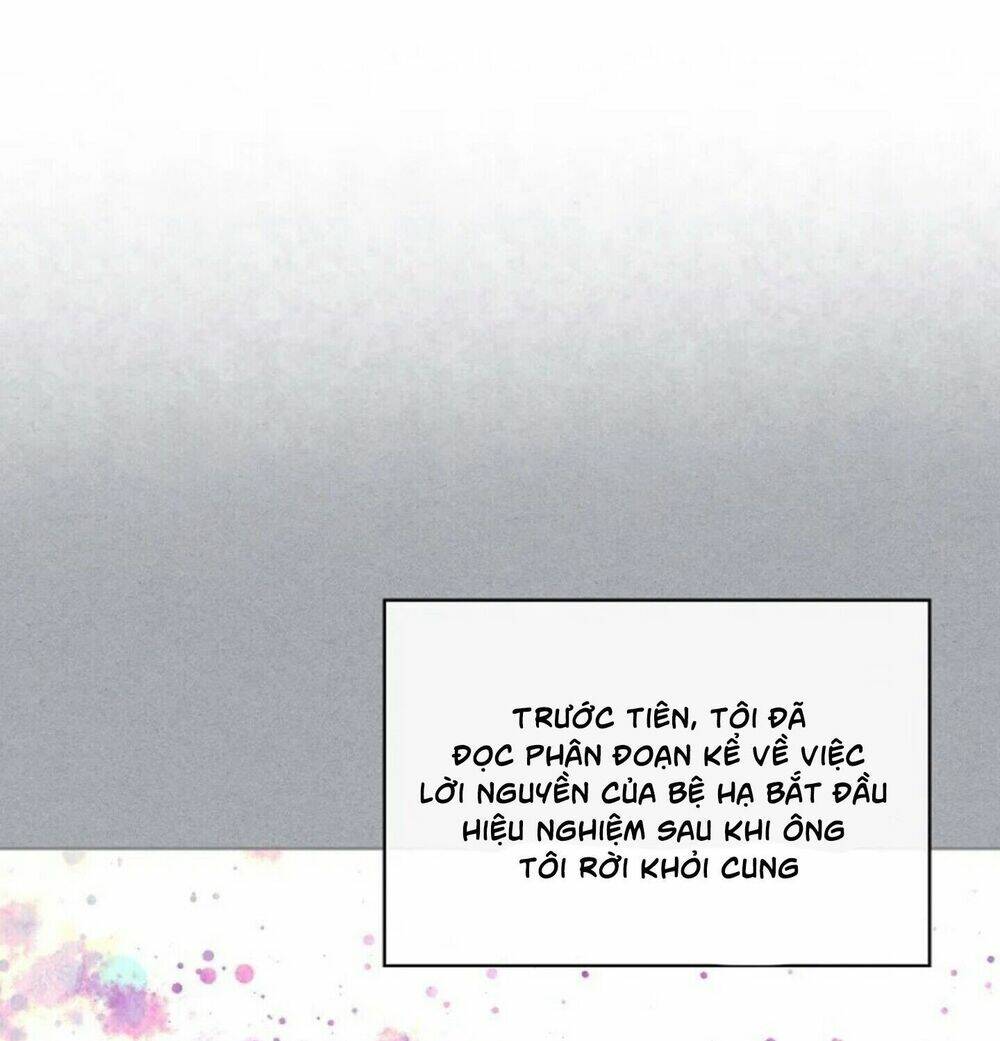 TRƯỚC TIÊN, TÔI ĐÃ
ĐỌC PHÂN ĐOẠN KỂ VỀ VIỆC
LỜI NGUYỀN CỦA BỆ HẠ BẮT ĐẦU
HIỆU NGHIỆM SAU KHI ÔNG
TÔI RỜI KHỎI CUNG